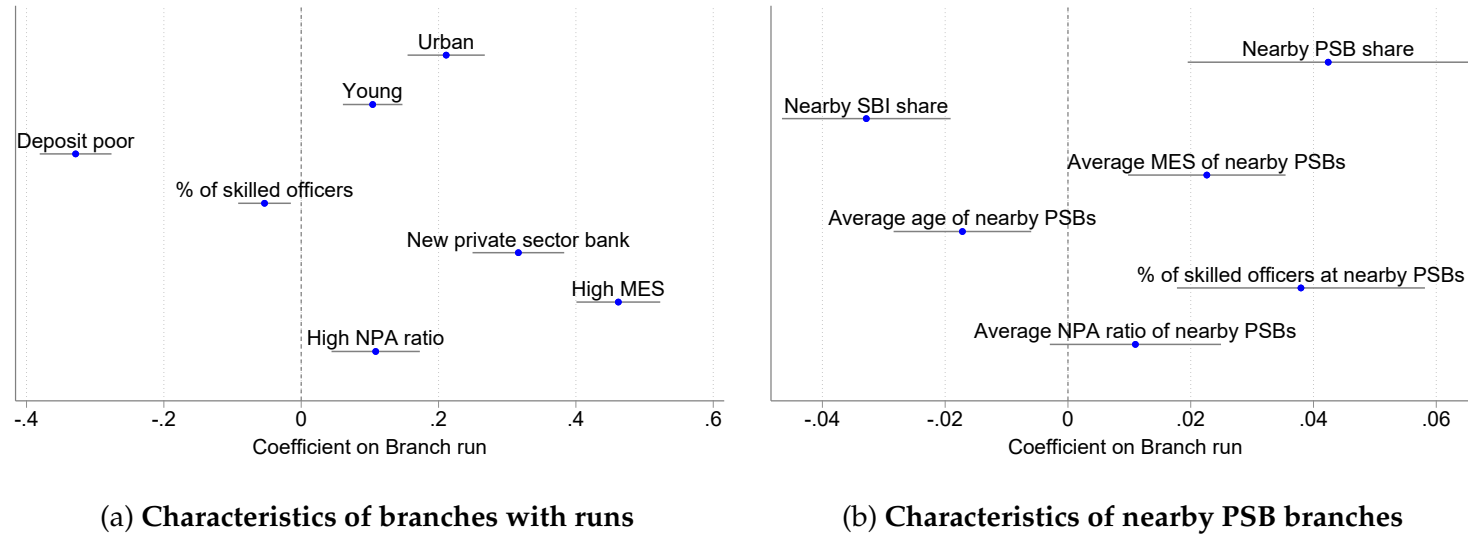 Urban
Young
Deposit poor
% of skilled officers
New private sector bank
High MES
High NPA ratio
-.4 -.2 0 .2 .4 .6
Coefficient on Branch run
(a) Characteristics of branches with runs
Nearby PSB share
Nearby SBI share
Average MES of nearby PSBs
Average age of nearby PSBs
% of skilled officers at nearby PSBs
Average NPA ratio of nearby PSBs
-.04 -.02 0 .02 .04 .06
Coefficient on Branch run
(b) Characteristics of nearby PSB branches